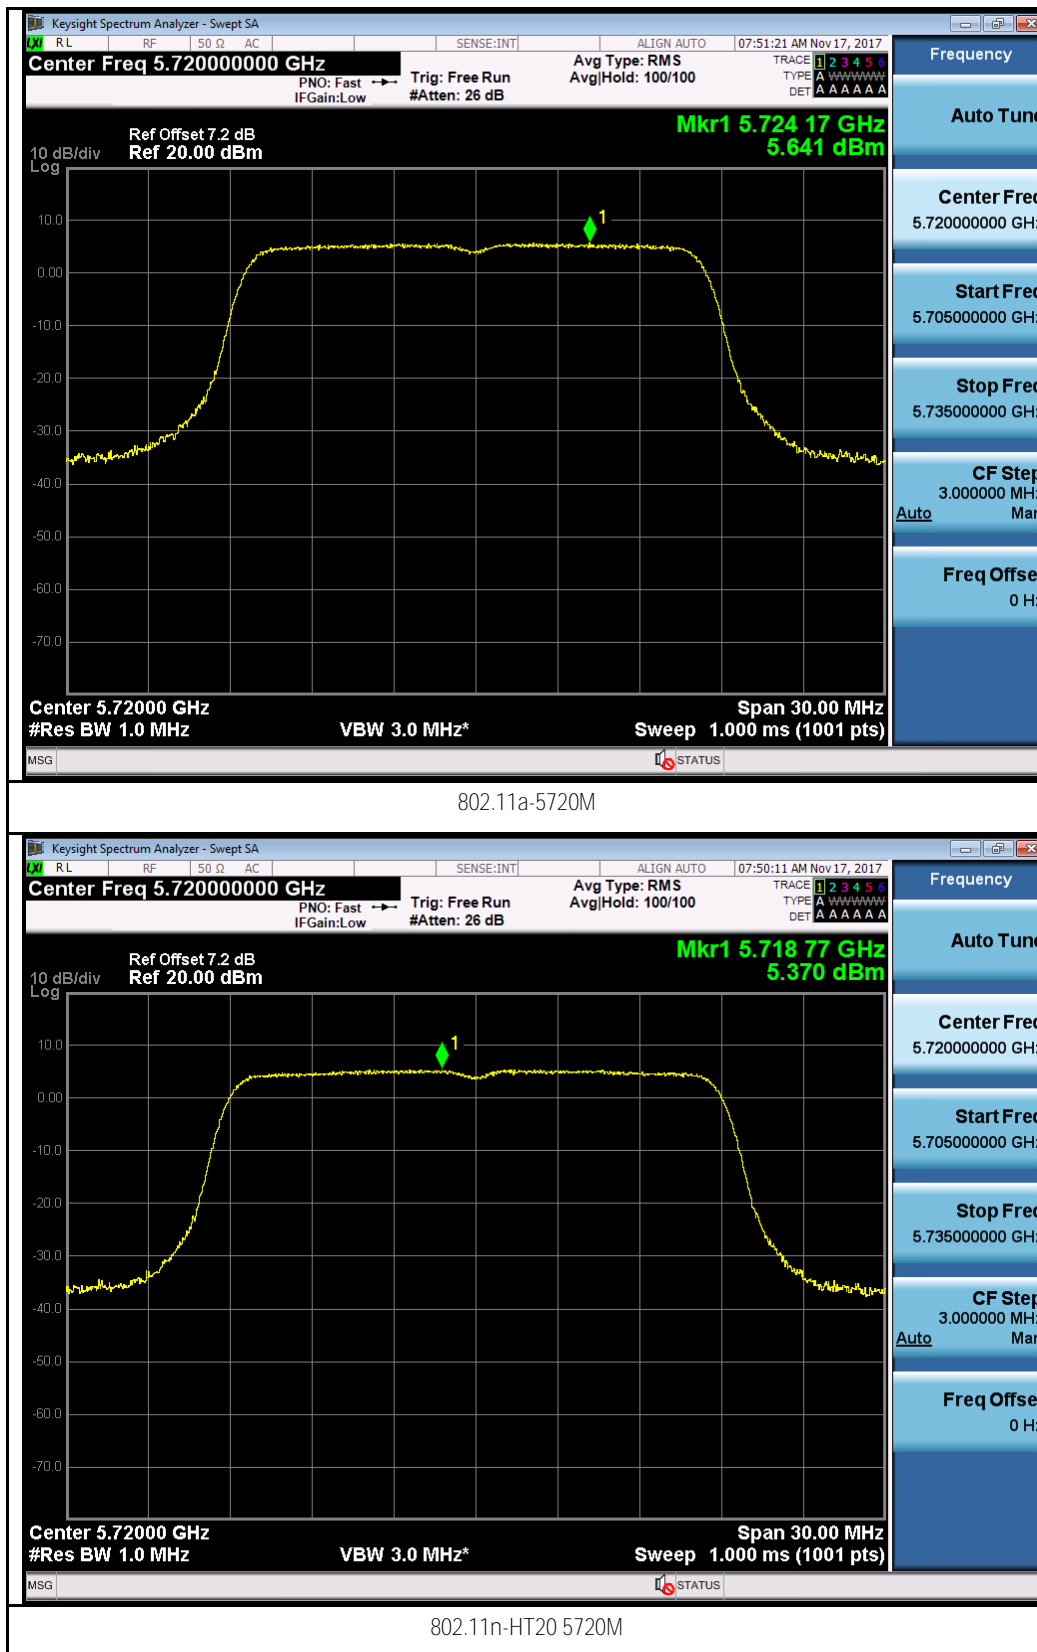 Keysight Spectrum Analyzer - Swept SA
LXI RL RF 50 Ω AC SENSE:INT ALIGN AUTO 07:51:21 AM Nov 17, 2017
Center Freq 5.720000000 GHz
PNO: Fast
IFGain:Low
Trig: Free Run
#Atten: 26 dB
Avg Type: RMS
Avg|Hold: 100/100
TRACE 1 2 3 4 5 6
TYPE A WWWWW
DET A A A A A A
Ref Offset 7.2 dB
Ref 20.00 dBm
10 dB/div
Log
Mkr1 5.724 17 GHz
5.641 dBm
1
10.0
0.00
-10.0
-20.0
-30.0
-40.0
-50.0
-60.0
-70.0
Center 5.72000 GHz
Span 30.00 MHz
#Res BW 1.0 MHz
VBW 3.0 MHz*
Sweep 1.000 ms (1001 pts)
MSG
STATUS
Frequency
Auto Tune
Center Freq
5.720000000 GHz
Start Freq
5.705000000 GHz
Stop Freq
5.735000000 GHz
CF Step
3.000000 MHz
Auto Man
Freq Offset
0 Hz
802.11a-5720M
Keysight Spectrum Analyzer - Swept SA
LXI RL RF 50 Ω AC SENSE:INT ALIGN AUTO 07:50:11 AM Nov 17, 2017
Center Freq 5.720000000 GHz
PNO: Fast
IFGain:Low
Trig: Free Run
#Atten: 26 dB
Avg Type: RMS
Avg|Hold: 100/100
TRACE 1 2 3 4 5 6
TYPE A WWWWW
DET A A A A A A
Ref Offset 7.2 dB
Ref 20.00 dBm
10 dB/div
Log
Mkr1 5.718 77 GHz
5.370 dBm
1
10.0
0.00
-10.0
-20.0
-30.0
-40.0
-50.0
-60.0
-70.0
Center 5.72000 GHz
Span 30.00 MHz
#Res BW 1.0 MHz
VBW 3.0 MHz*
Sweep 1.000 ms (1001 pts)
MSG
STATUS
Frequency
Auto Tune
Center Freq
5.720000000 GHz
Start Freq
5.705000000 GHz
Stop Freq
5.735000000 GHz
CF Step
3.000000 MHz
Auto Man
Freq Offset
0 Hz
802.11n-HT20 5720M